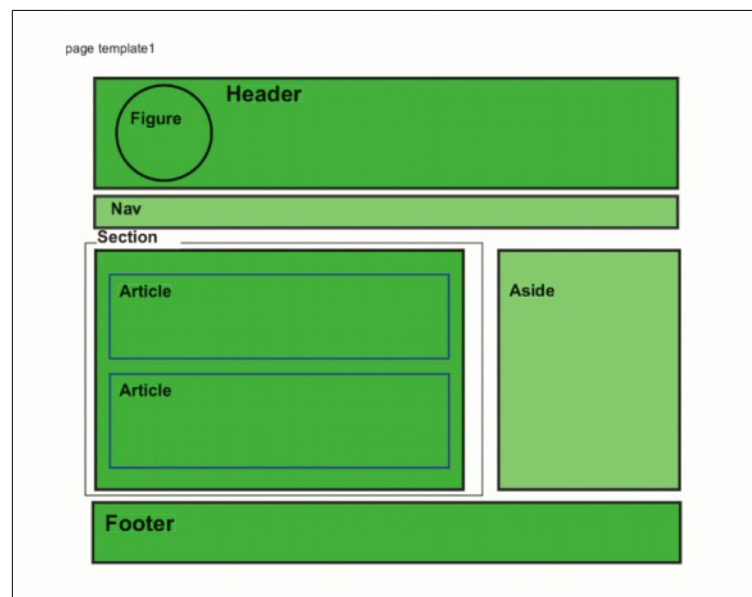 page template1
Header
Figure
Nav
Section
Article
Aside
Article
Footer